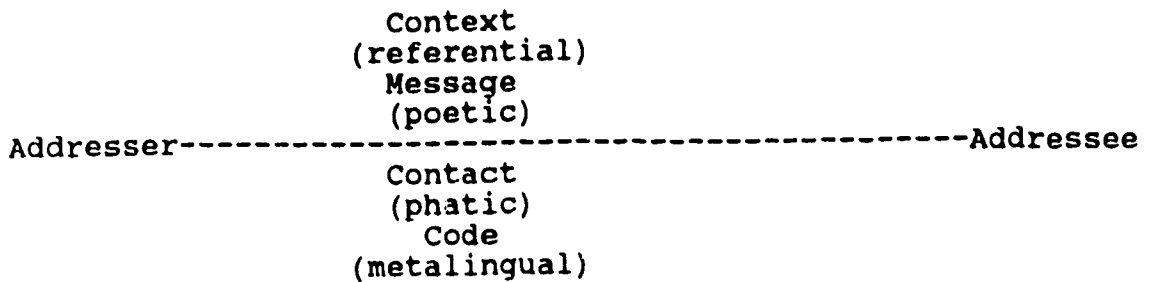 Context
(referential)
Message
(poetic)
Addresser-------------------------------------------Addressee
Contact
(phatic)
Code
(metalingual)